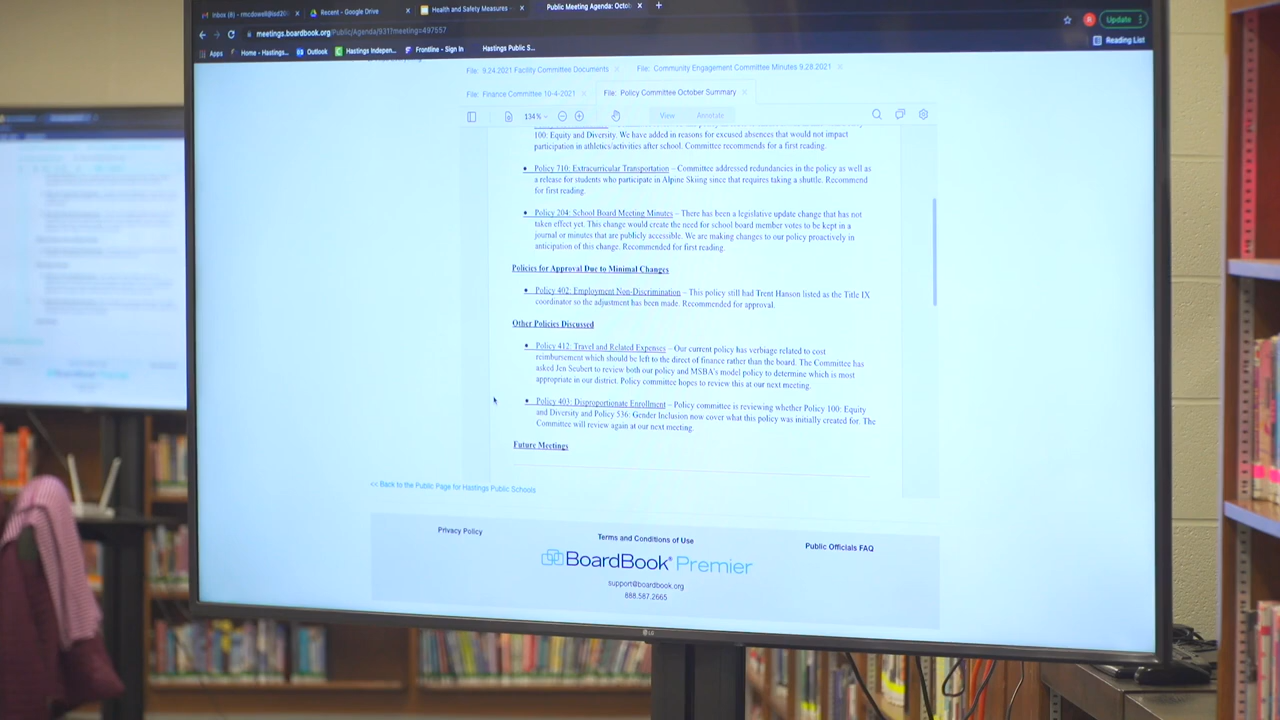 Recent - Google Drive
Health and Safety Measures
Public Meeting Agenda: Octob
Update
meetings.boardbook.org/Public/Agenda/931?meeting=497557
Apps
Home - Hastings...
Outlook
Hastings Indepen...
Frontline - Sign In
Hastings Public S...
Reading List
File: 9.24.2021 Facility Committee Documents
File: Community Engagement Committee Minutes 9.28.2021
File: Finance Committee 10-4-2021
File: Policy Committee October Summary
134%
View
Annotate
100: Equity and Diversity. We have added in reasons for excused absences that would not impact
participation in athletics/activities after school. Committee recommends for a first reading.
• Policy 710: Extracurricular Transportation – Committee addressed redundancies in the policy as well as
a release for students who participate in Alpine Skiing since that requires taking a shuttle. Recommend
for first reading.
• Policy 204: School Board Meeting Minutes – There has been a legislative update change that has not
taken effect yet. This change would create the need for school board member votes to be kept in a
journal or minutes that are publicly accessible. We are making changes to our policy proactively in
anticipation of this change. Recommended for first reading.
Policies for Approval Due to Minimal Changes
• Policy 402: Employment Non-Discrimination – This policy still had Trent Hanson listed as the Title IX
coordinator so the adjustment has been made. Recommended for approval.
Other Policies Discussed
• Policy 412: Travel and Related Expenses – Our current policy has verbiage related to cost
reimbursement which should be left to the direct of finance rather than the board. The Committee has
asked Jen Seubert to review both our policy and MSBA's model policy to determine which is most
appropriate in our district. Policy committee hopes to review this at our next meeting.
• Policy 403: Disproportionate Enrollment – Policy committee is reviewing whether Policy 100: Equity
and Diversity and Policy 536: Gender Inclusion now cover what this policy was initially created for. The
Committee will review again at our next meeting.
Future Meetings
<< Back to the Public Page for Hastings Public Schools
Privacy Policy
Terms and Conditions of Use
Public Officials FAQ
BoardBook® Premier
support@boardbook.org
888.587.2665
LG